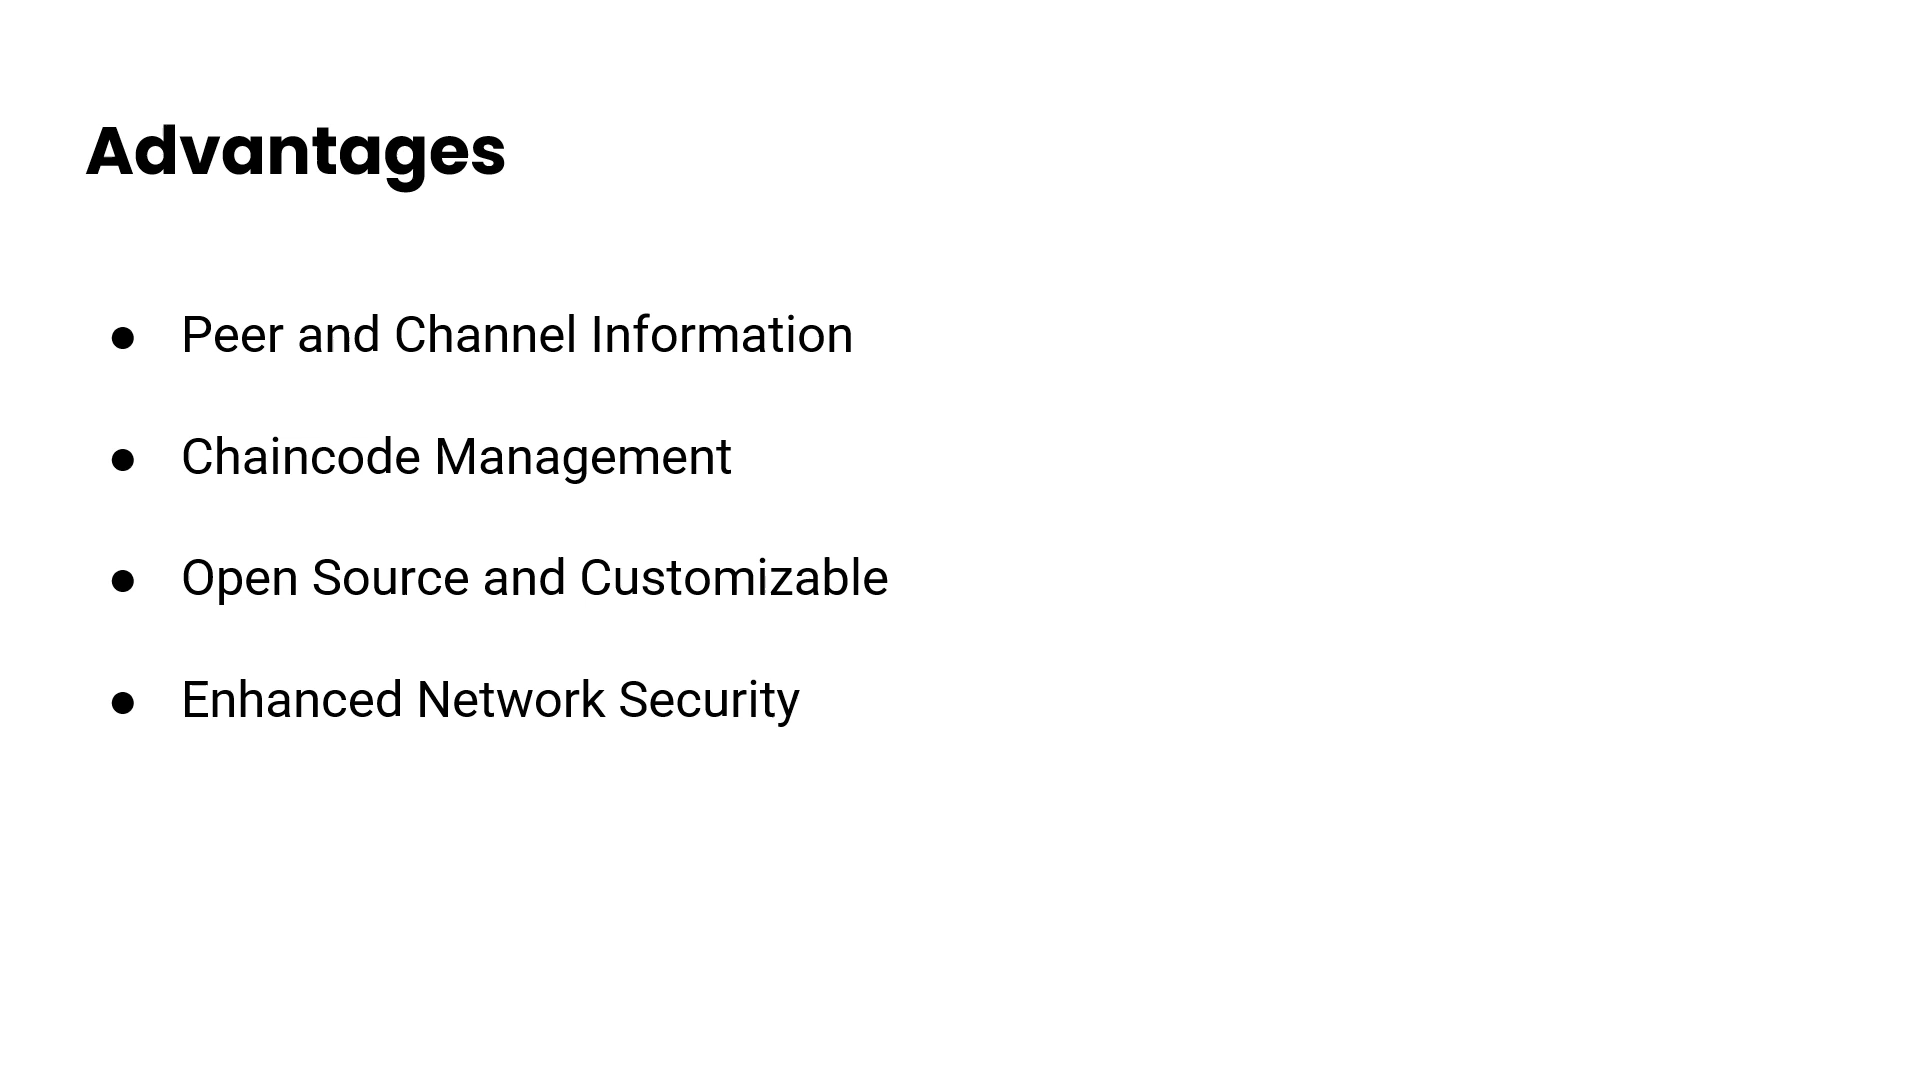 Advantages
● Peer and Channel Information
● Chaincode Management
● Open Source and Customizable
● Enhanced Network Security